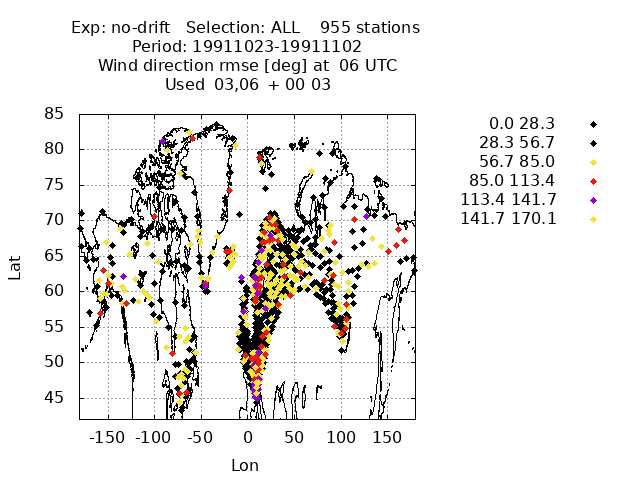 Exp: no-drift Selection: ALL 955 stations
Period: 19911023-19911102
Wind direction rmse [deg] at 06 UTC
Used 03,06 + 00 03
85
80
75
70
65
60
55
50
45
Lat
-150 -100 -50 0 50 100 150
Lon
0.0 28.3
28.3 56.7
56.7 85.0
85.0 113.4
113.4 141.7
141.7 170.1